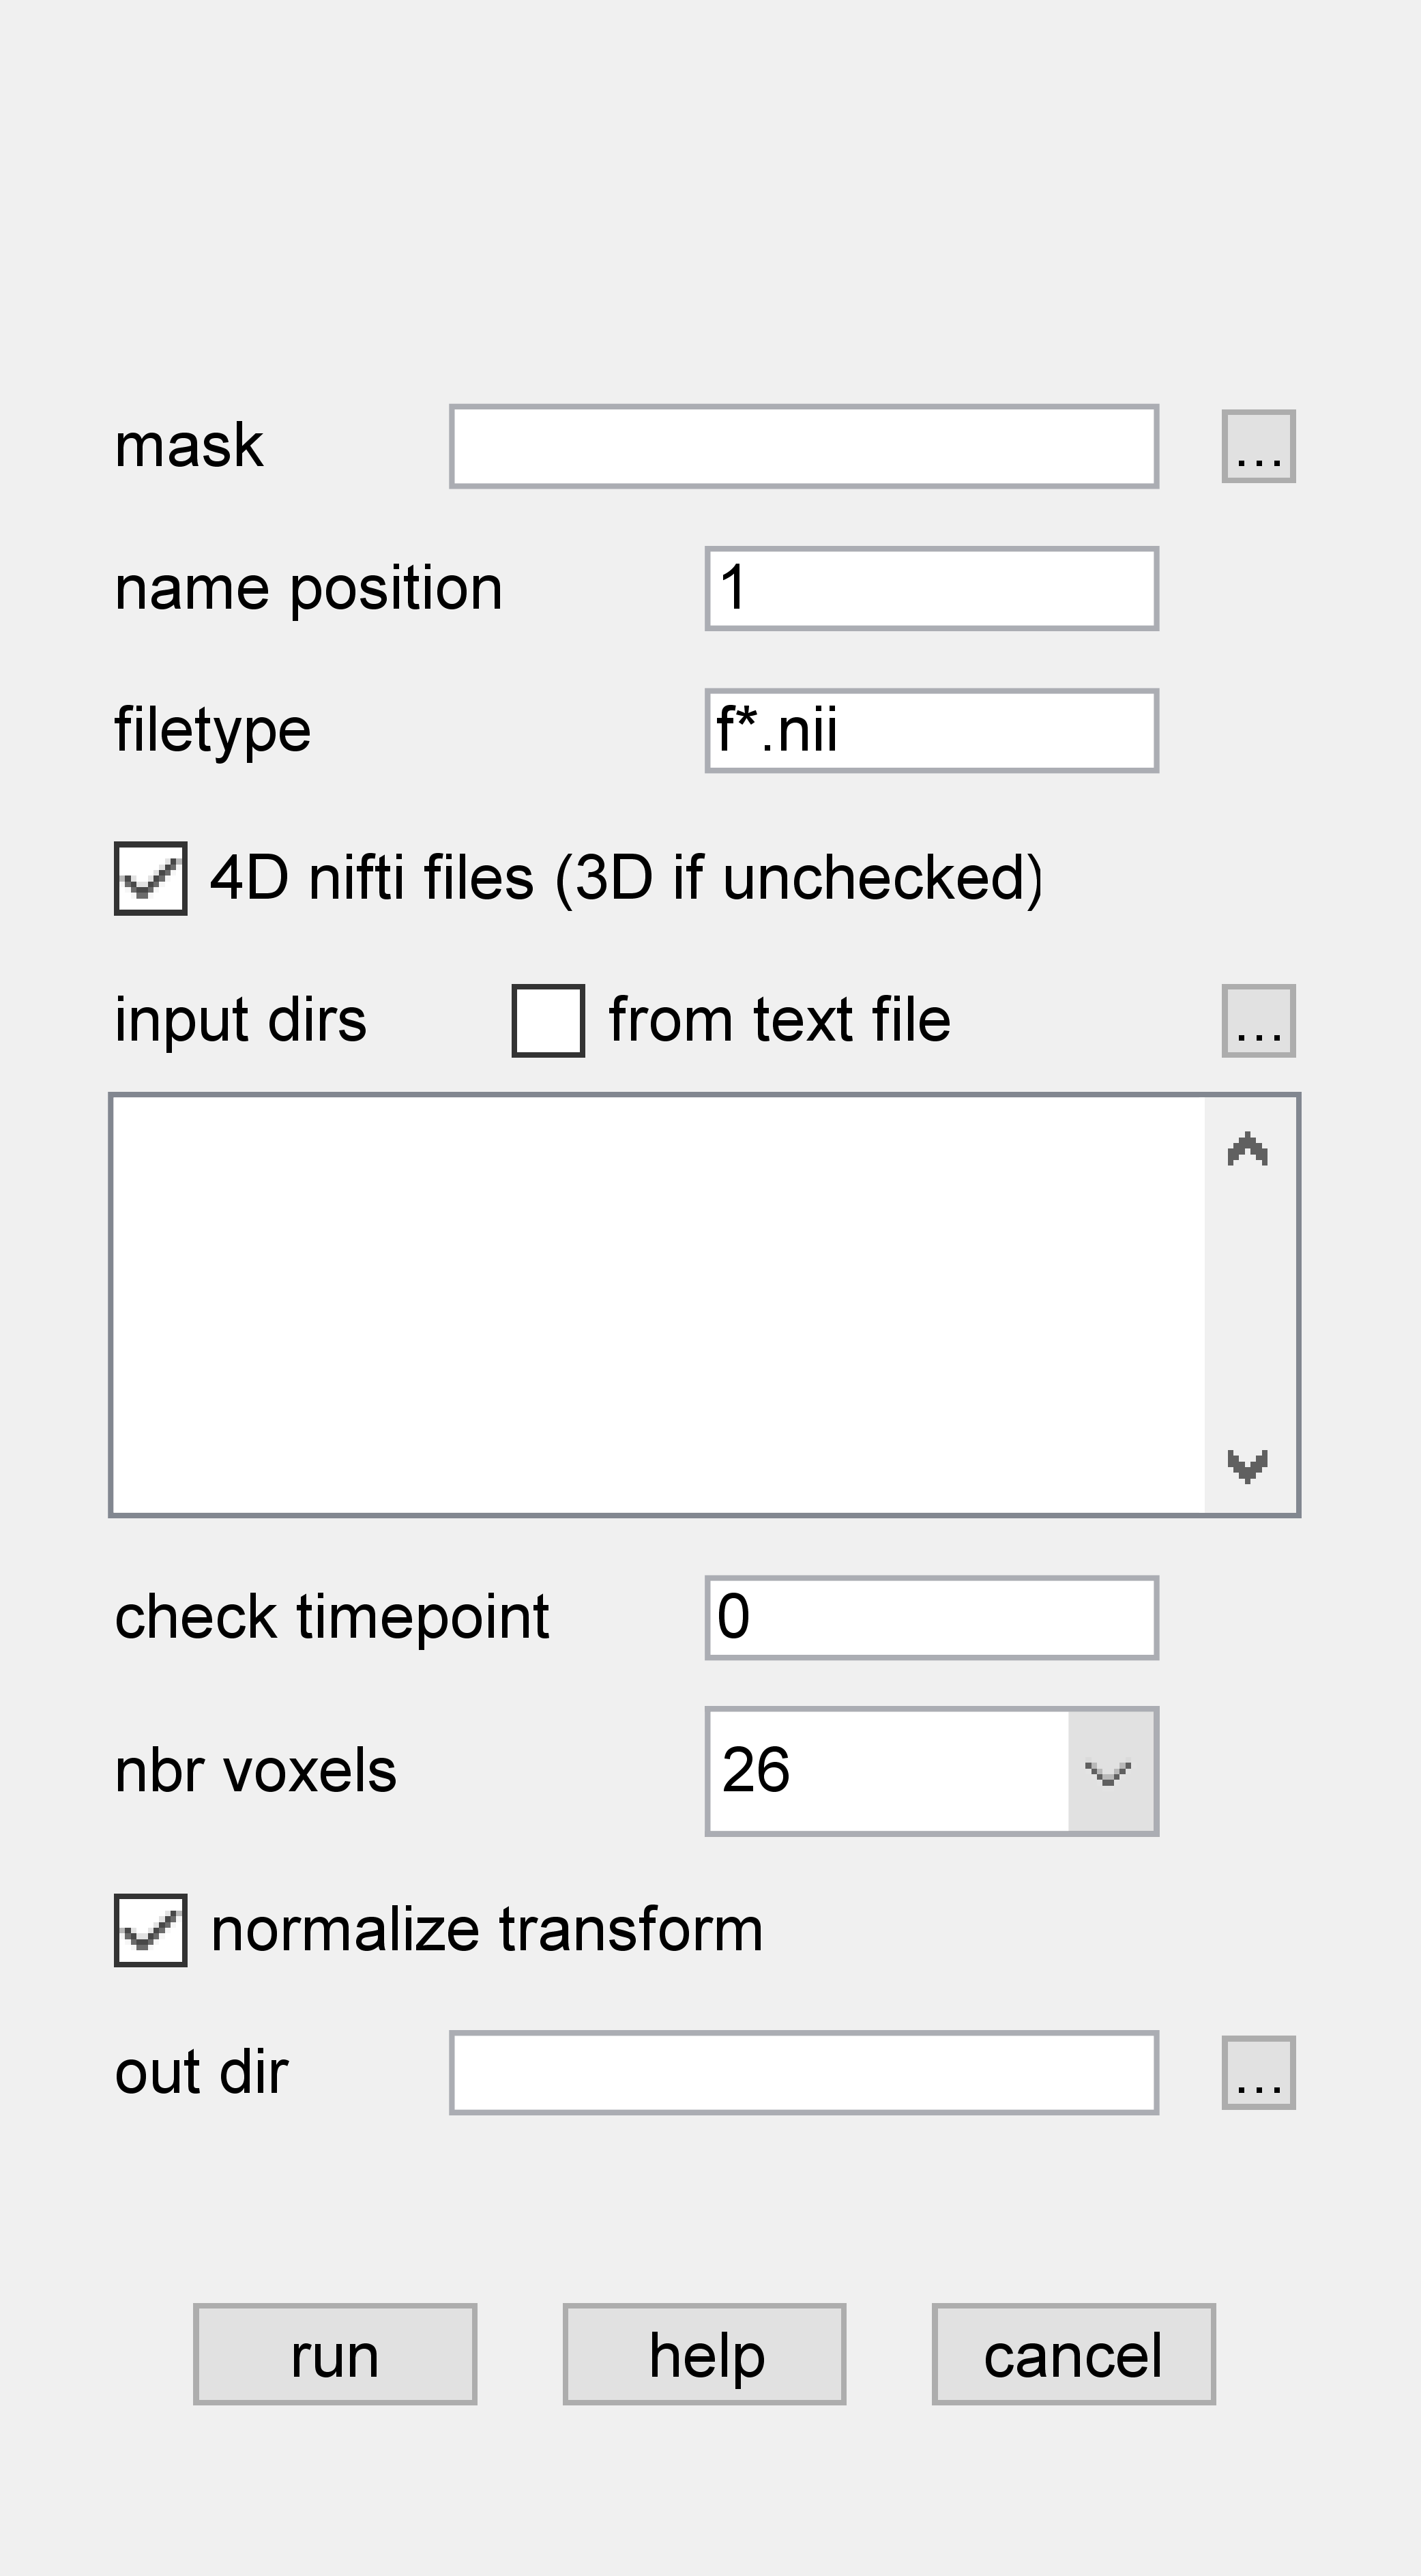 mask ...
name position 1
filetype f*.nii
4D nifti files (3D if unchecked)
input dirs from text file ...
check timepoint 0
nbr voxels 26
normalize transform
out dir ...
run help cancel